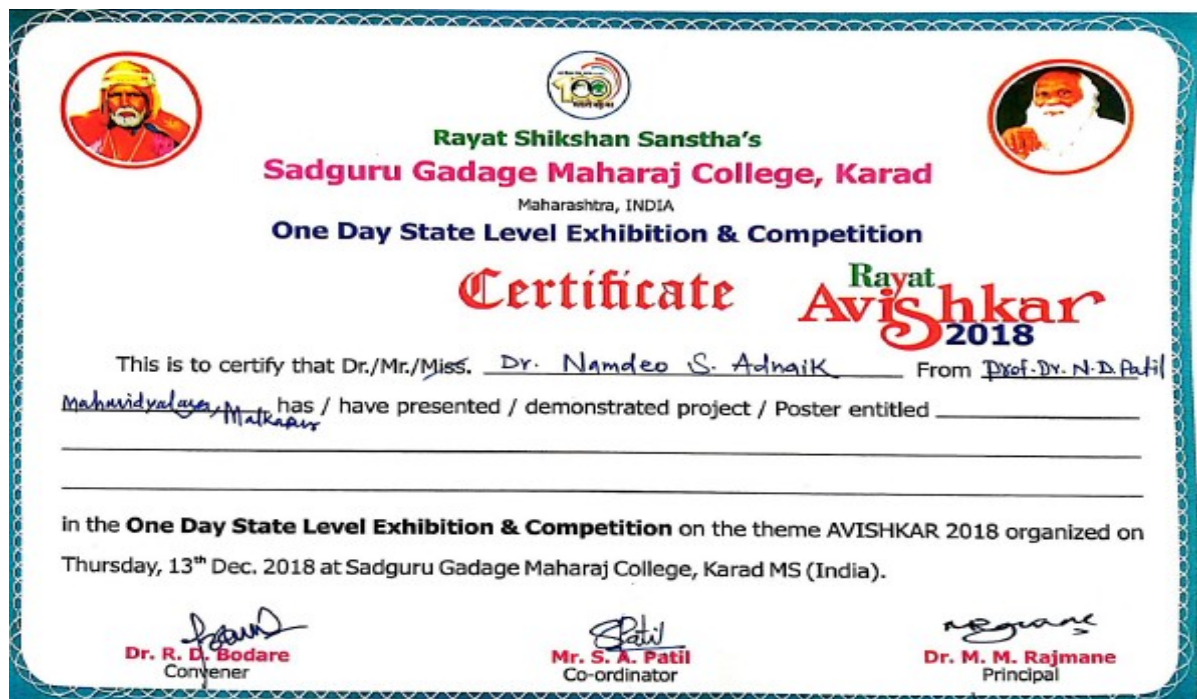 100
Rayat Shikshan Sanstha's
Sadguru Gadage Maharaj College, Karad
Maharashtra, INDIA
One Day State Level Exhibition & Competition
Certificate
Rayat
Avishkar
2018
This is to certify that Dr./Mr./Miss. Dr. Namdeo S. Adnaik From Prof. Dr. N. D. Patil
Mahavidyalaya, Malkapur has / have presented / demonstrated project / Poster entitled
in the One Day State Level Exhibition & Competition on the theme AVISHKAR 2018 organized on
Thursday, 13th Dec. 2018 at Sadguru Gadage Maharaj College, Karad MS (India).
Patil
Dr. R. D. Bodare
Mr. S. A. Patil
Dr. M. M. Rajmane
Convener
Co-ordinator
Principal